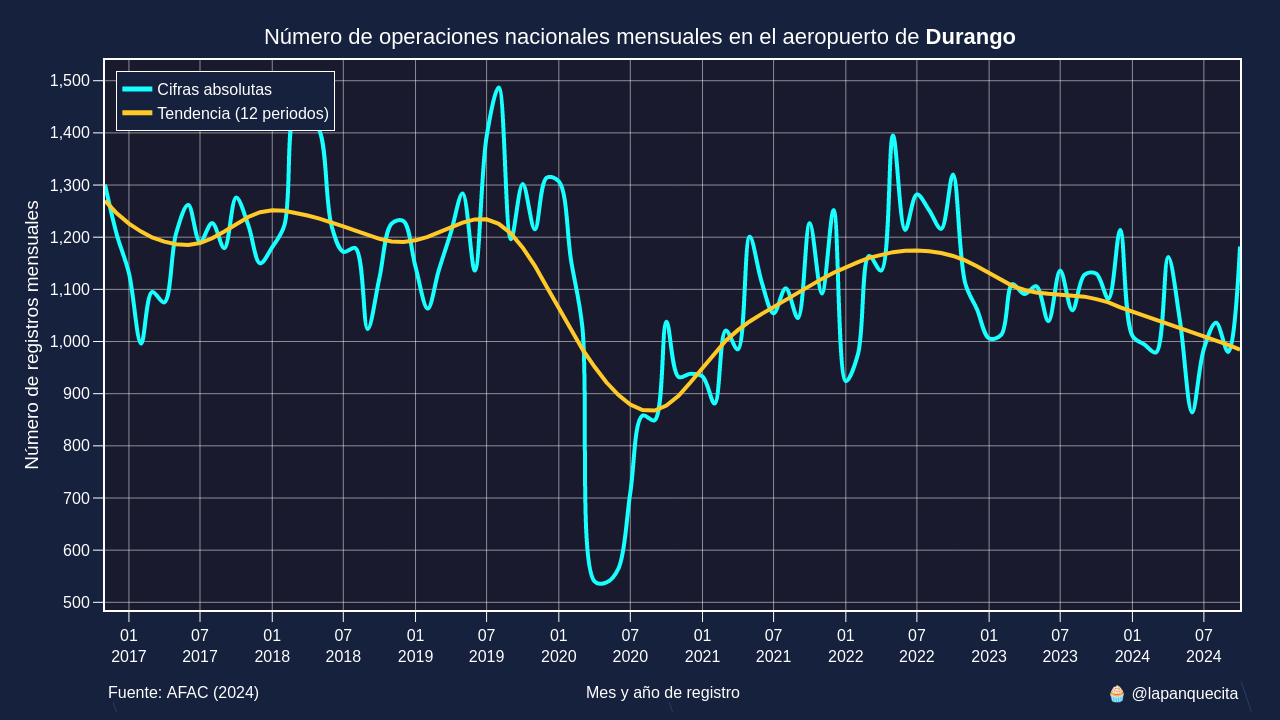 Número de operaciones nacionales mensuales en el aeropuerto de Durango
Cifras absolutas
Tendencia (12 periodos)
Número de registros mensuales
1,500
1,400
1,300
1,200
1,100
1,000
900
800
700
600
500
01 07 01 07 01 07 01 07 01 07 01 07 01 07 01 07
2017 2017 2018 2018 2019 2019 2020 2020 2021 2021 2022 2022 2023 2023 2024 2024
Fuente: AFAC (2024)
Mes y año de registro
🧁 @lapanquecita